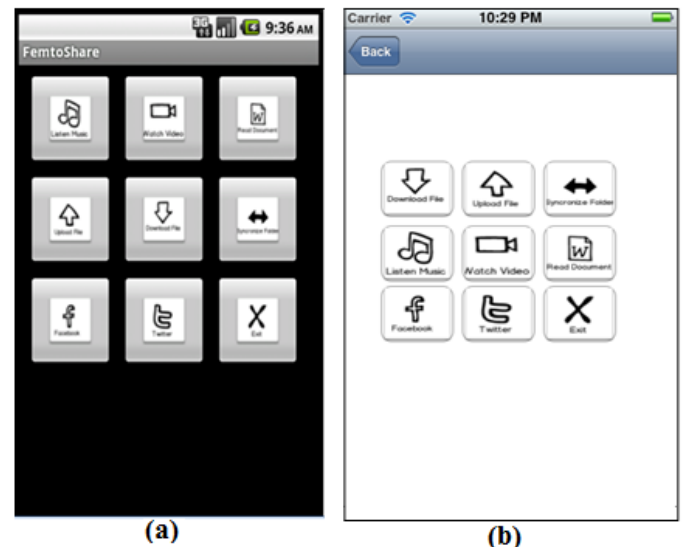 3G 9:36 AM
FemtoShare
Listen Music Watch Video Read Document
Upload File Download File Syncronize Folder
Facebook Twitter Exit
(a)
Carrier 10:29 PM
Back
Download File Upload File Syncronize Folder
Listen Music Watch Video Read Document
Facebook Twitter Exit
(b)